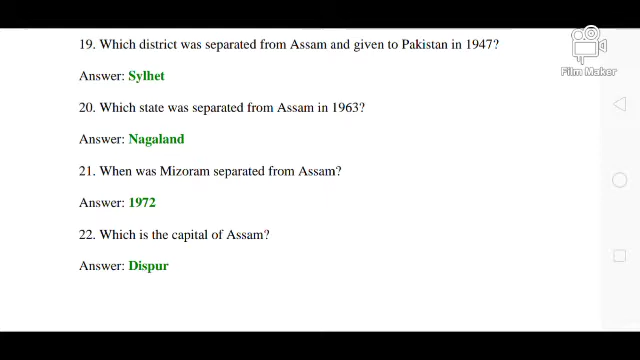 19. Which district was separated from Assam and given to Pakistan in 1947?
Answer: Sylhet
20. Which state was separated from Assam in 1963?
Answer: Nagaland
21. When was Mizoram separated from Assam?
Answer: 1972
22. Which is the capital of Assam?
Answer: Dispur
Film Maker